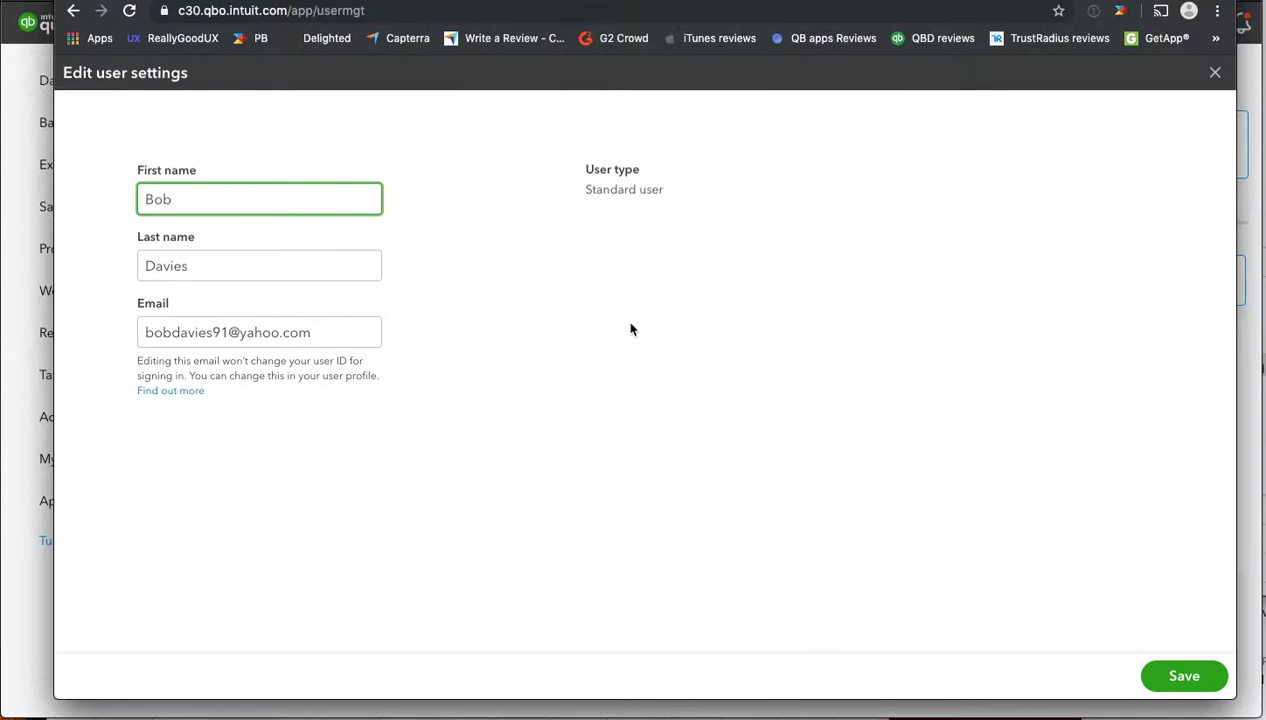 c30.qbo.intuit.com/app/usermgt
Apps UX ReallyGoodUX PB Delighted Capterra Write a Review - C... G2 Crowd iTunes reviews QB apps Reviews QBD reviews TrustRadius reviews GetApp® »
Edit user settings
First name
Bob
Last name
Davies
Email
bobdavies91@yahoo.com
Editing this email won't change your user ID for
signing in. You can change this in your user profile.
Find out more
User type
Standard user
Save